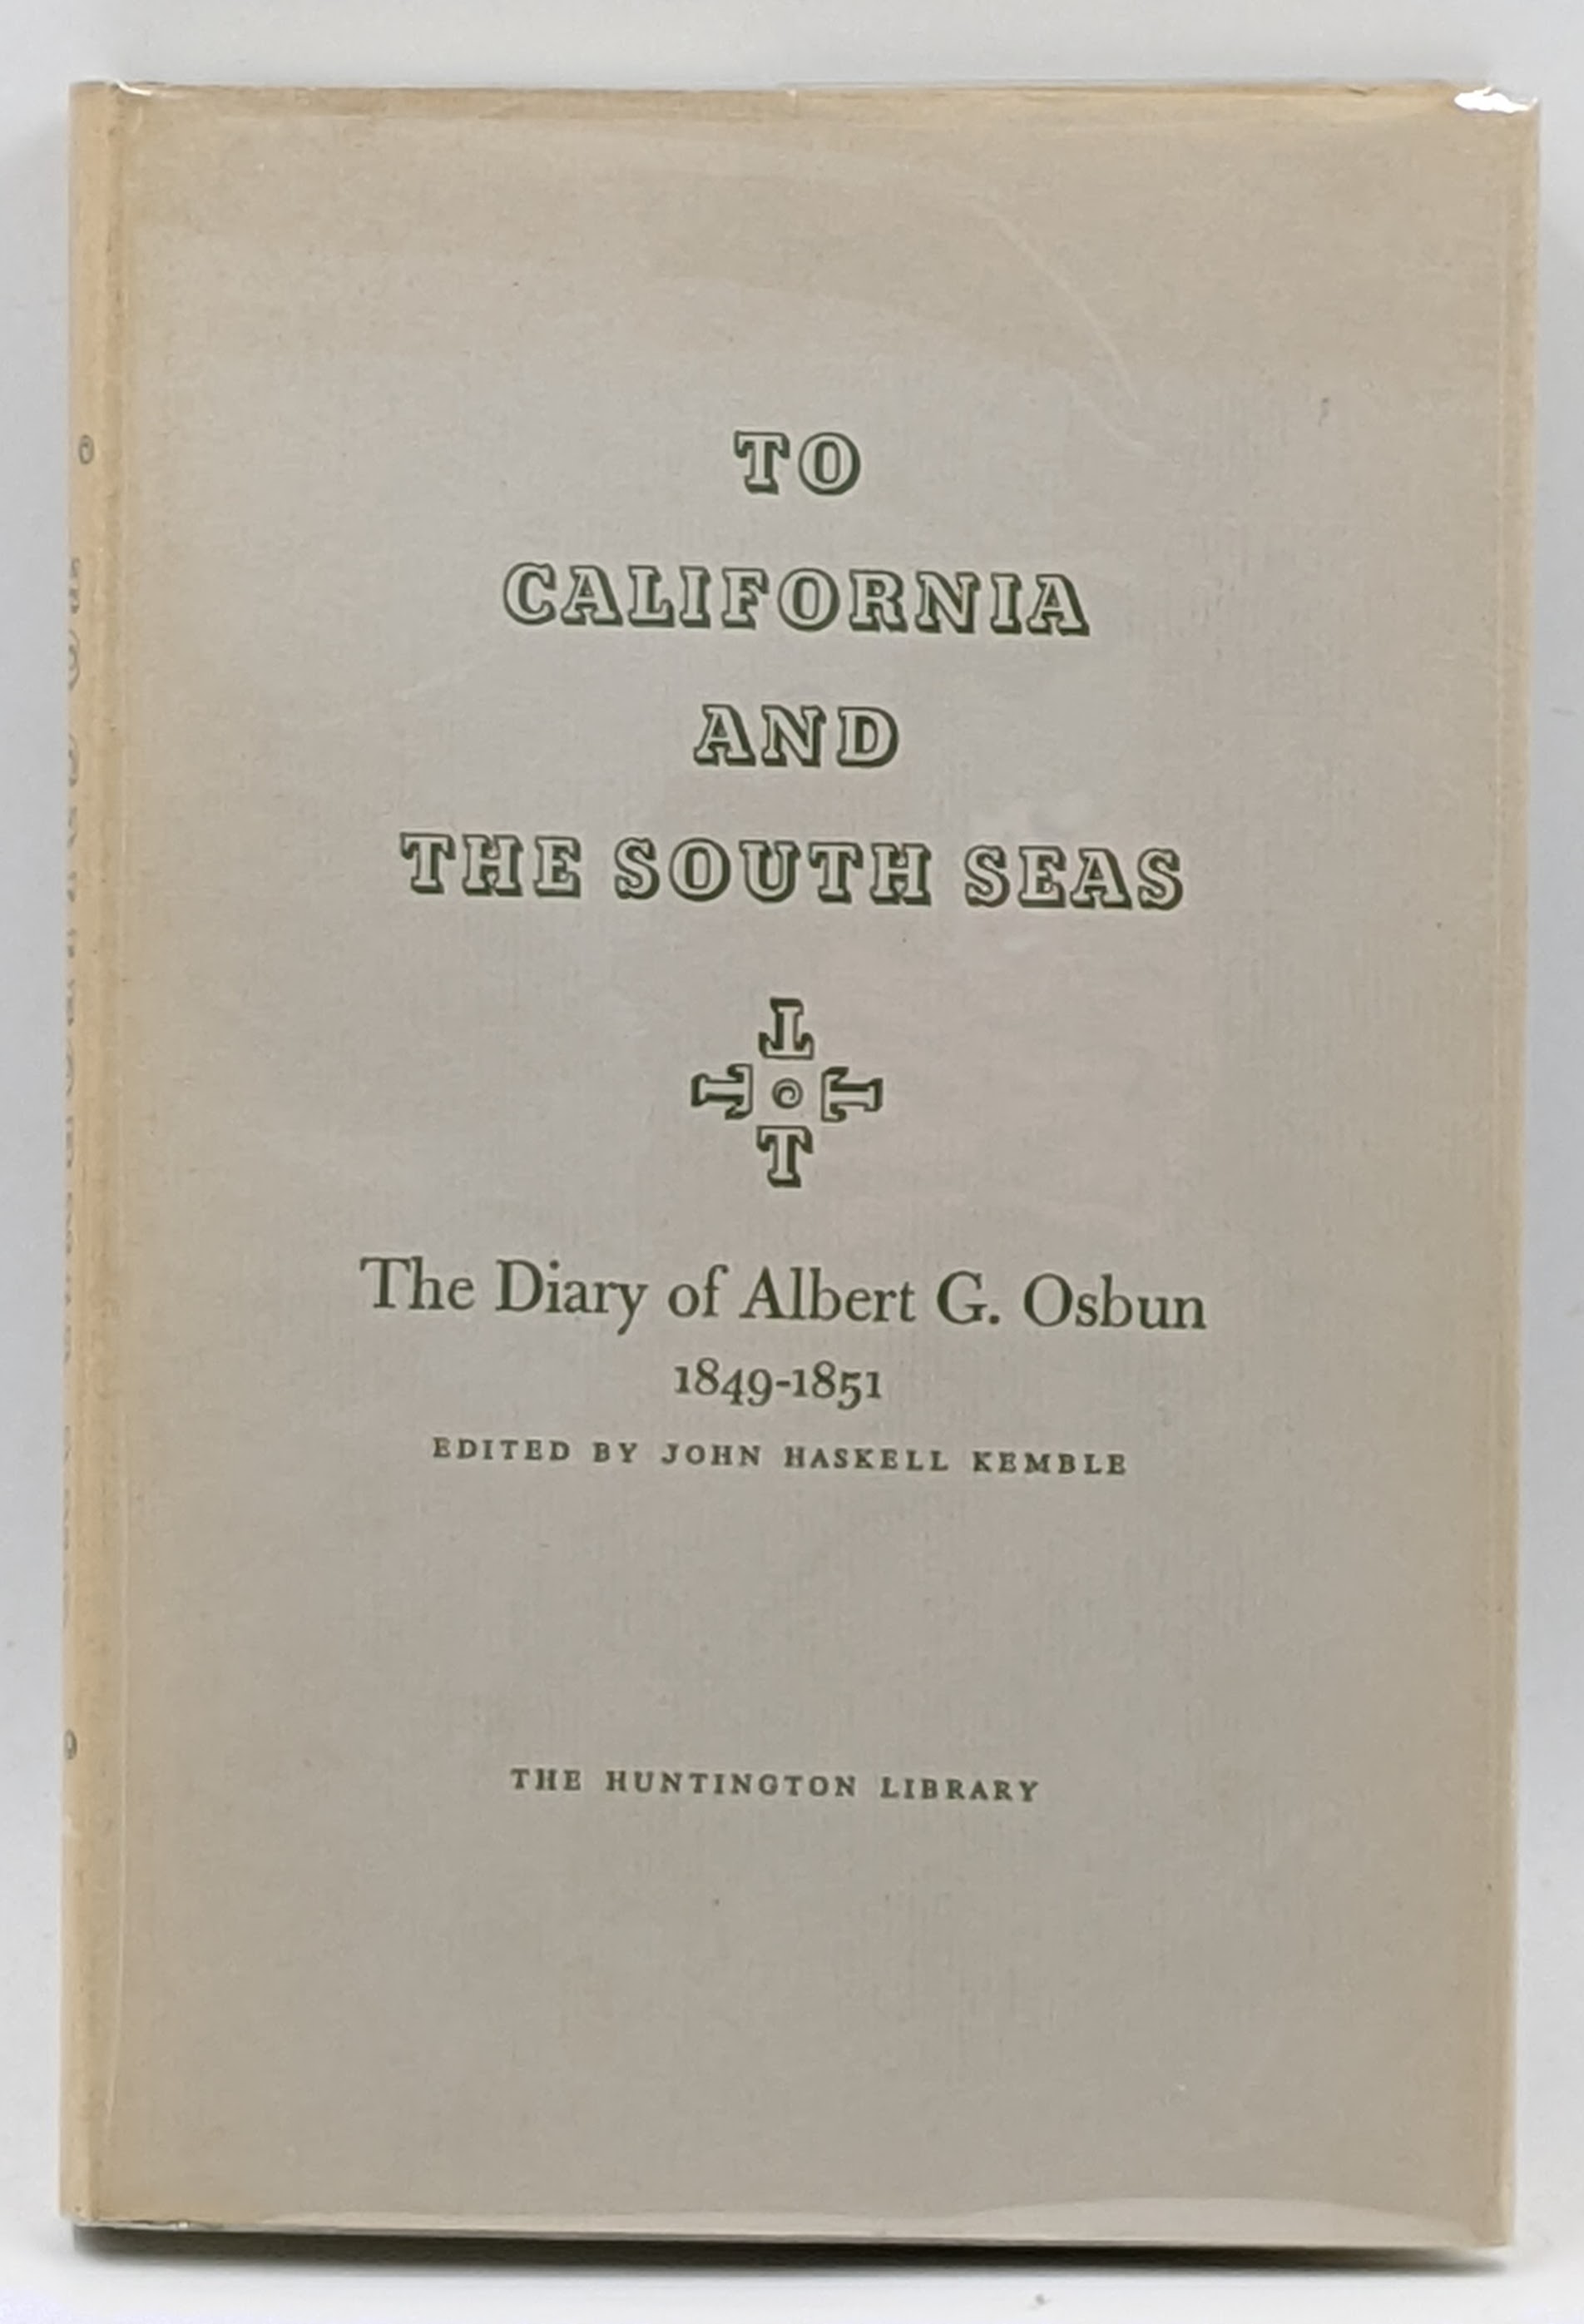 TO
CALIFORNIA
AND
THE SOUTH SEAS
T
T T
T
The Diary of Albert G. Osbun
1849-1851
EDITED BY JOHN HASKELL KEMBLE
THE HUNTINGTON LIBRARY